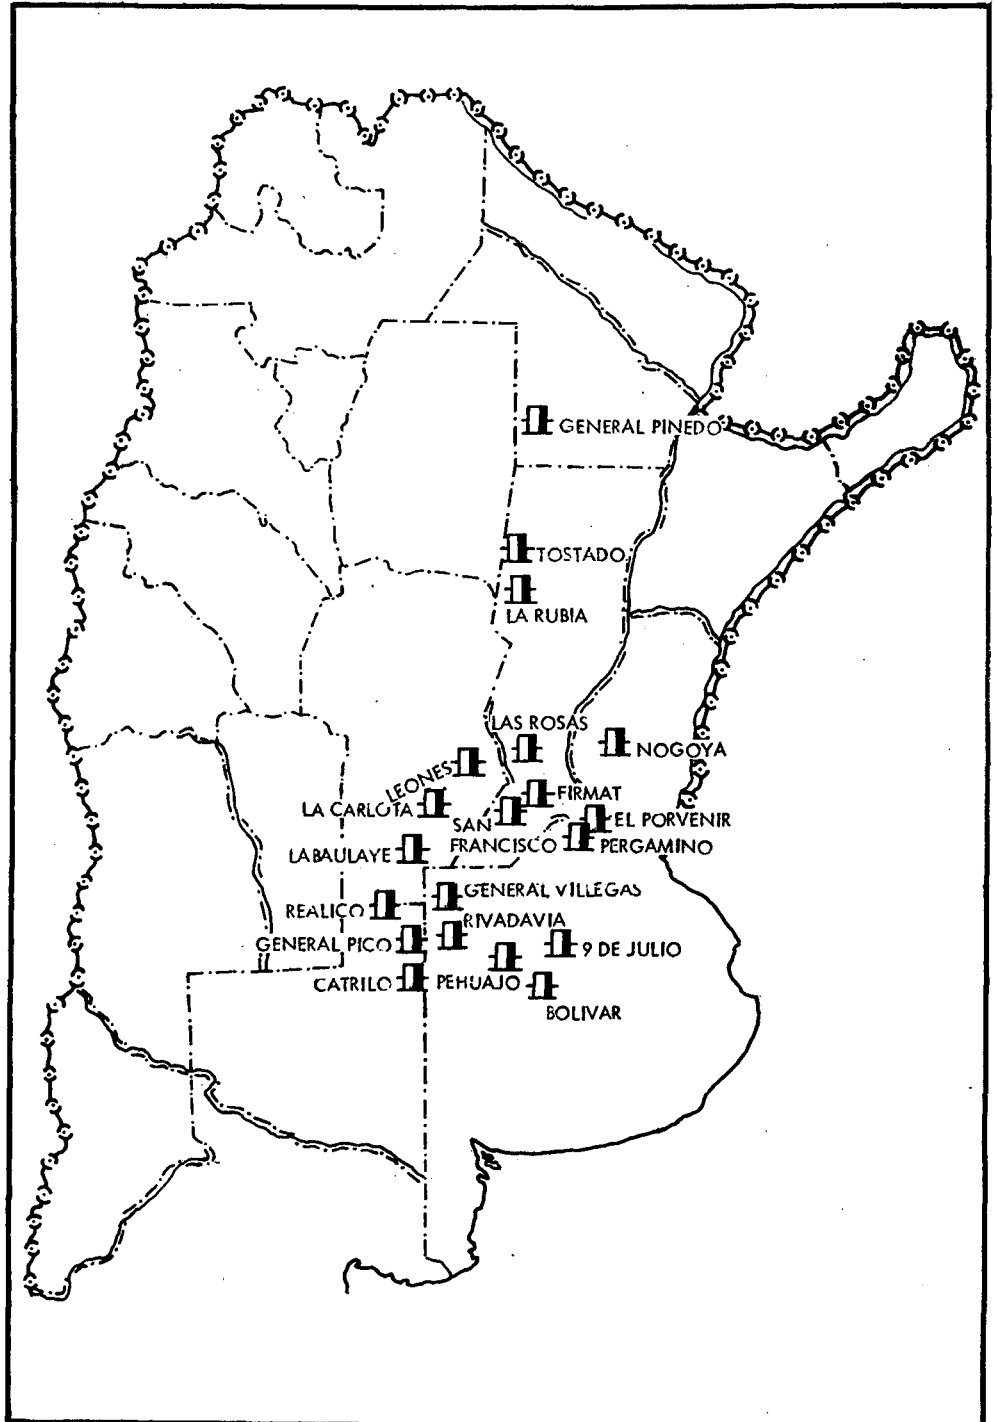 GENERAL PINEDO
TOSTADO
LA RUBIA
LAS ROSAS
NOGOYA
LEONES
FIRMAT
LA CARLOTA
SAN
FRANCISCO
EL PORVENIR
PERGAMINO
LABAULAYE
GENERAL VILLEGAS
REALICO
RIVADAVIA
GENERAL PICO
9 DE JULIO
CATRILO
PEHUAJO
BOLIVAR